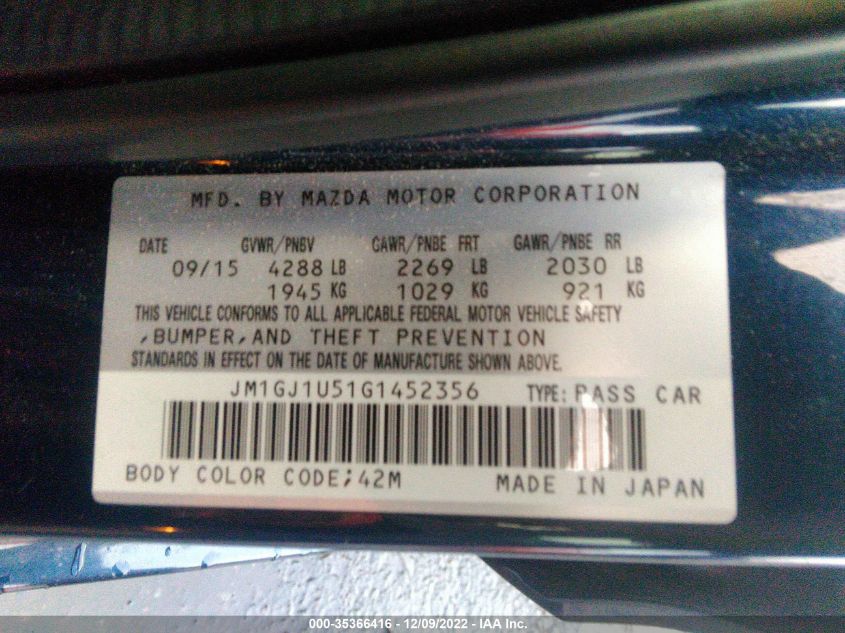 MFD. BY MAZDA MOTOR CORPORATION
DATE GVWR/PNBV GAWR/PNBE FRT GAWR/PNBE RR
09/15 4288 LB 2269 LB 2030 LB
1945 KG 1029 KG 921 KG
THIS VEHICLE CONFORMS TO ALL APPLICABLE FEDERAL MOTOR VEHICLE SAFETY
,BUMPER,AND THEFT PREVENTION
STANDARDS IN EFFECT ON THE DATE OF MANUFACTURE SHOWN ABOVE.
JM1GJ1U51G1452356 TYPE: PASS CAR
BODY COLOR CODE;42M MADE IN JAPAN
000-35366416 - 12/09/2022 - IAA Inc.